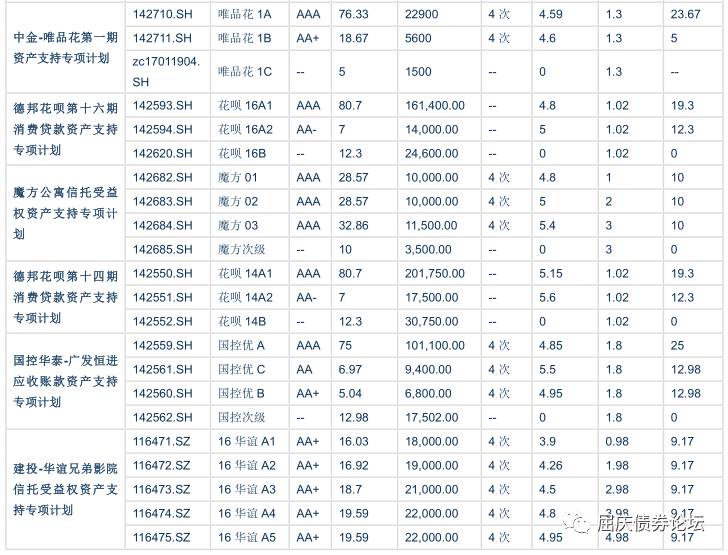 中金-唯品花第一期资产支持专项计划
142710.SH 唯品花 1A AAA 76.33 22900 4 次 4.59 1.3 23.67
142711.SH 唯品花 1B AA+ 18.67 5600 4 次 4.6 1.3 5
zc17011904.SH 唯品花 1C -- 5 1500 0 1.3 --
德邦花呗第十六期消费贷款资产支持专项计划
142593.SH 花呗 16A1 AAA 80.7 161,400.00 4.8 1.02 19.3
142594.SH 花呗 16A2 AA- 7 14,000.00 5 1.02 12.3
142620.SH 花呗 16B -- 12.3 24,600.00 0 1.02 0
魔方公寓信托受益权资产支持专项计划
142682.SH 魔方 01 AAA 28.57 10,000.00 4 次 4.8 1 10
142683.SH 魔方 02 AAA 28.57 10,000.00 4 次 5 2 10
142684.SH 魔方 03 AAA 32.86 11,500.00 4 次 5.4 3 10
142685.SH 魔方次级 -- 10 3,500.00 0 3 0
德邦花呗第十四期消费贷款资产支持专项计划
142550.SH 花呗 14A1 AAA 80.7 201,750.00 5.15 1.02 19.3
142551.SH 花呗 14A2 AA- 7 17,500.00 5.6 1.02 12.3
142552.SH 花呗 14B -- 12.3 30,750.00 0 1.02 0
国控华泰-广发恒进应收账款资产支持专项计划
142559.SH 国控优 A AAA 75 101,100.00 4 次 4.85 1.8 25
142561.SH 国控优 C AA 6.97 9,400.00 4 次 5.5 1.8 12.98
142560.SH 国控优 B AA+ 5.04 6,800.00 4 次 4.95 1.8 12.98
142562.SH 国控次级 -- 12.98 17,502.00 0 1.8 0
建投-华谊兄弟影院信托受益权资产支持专项计划
116471.SZ 16 华谊 A1 AA+ 16.03 18,000.00 4 次 3.9 0.98 9.17
116472.SZ 16 华谊 A2 AA+ 16.92 19,000.00 4 次 4.26 1.98 9.17
116473.SZ 16 华谊 A3 AA+ 18.7 21,000.00 4 次 4.5 2.98 9.17
116474.SZ 16 华谊 A4 AA+ 19.59 22,000.00 4 次 4.8 3.98 9.17
116475.SZ 16 华谊 A5 AA+ 19.59 22,000.00 4 次 4.95 4.98 9.17
屈庆债券论坛